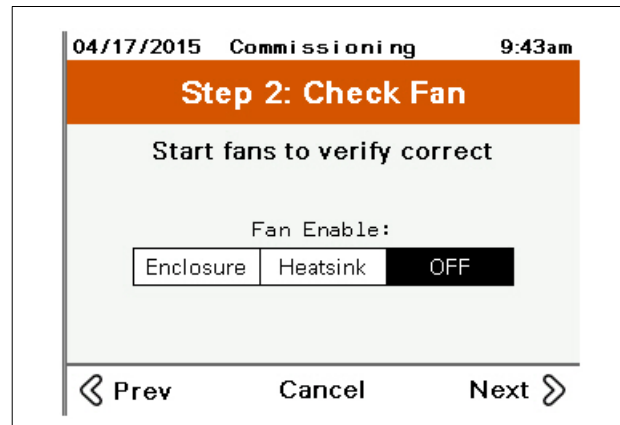 04/17/2015 Commissioning 9:43am
Step 2: Check Fan
Start fans to verify correct
Fan Enable:
Enclosure Heatsink OFF
Prev Cancel Next